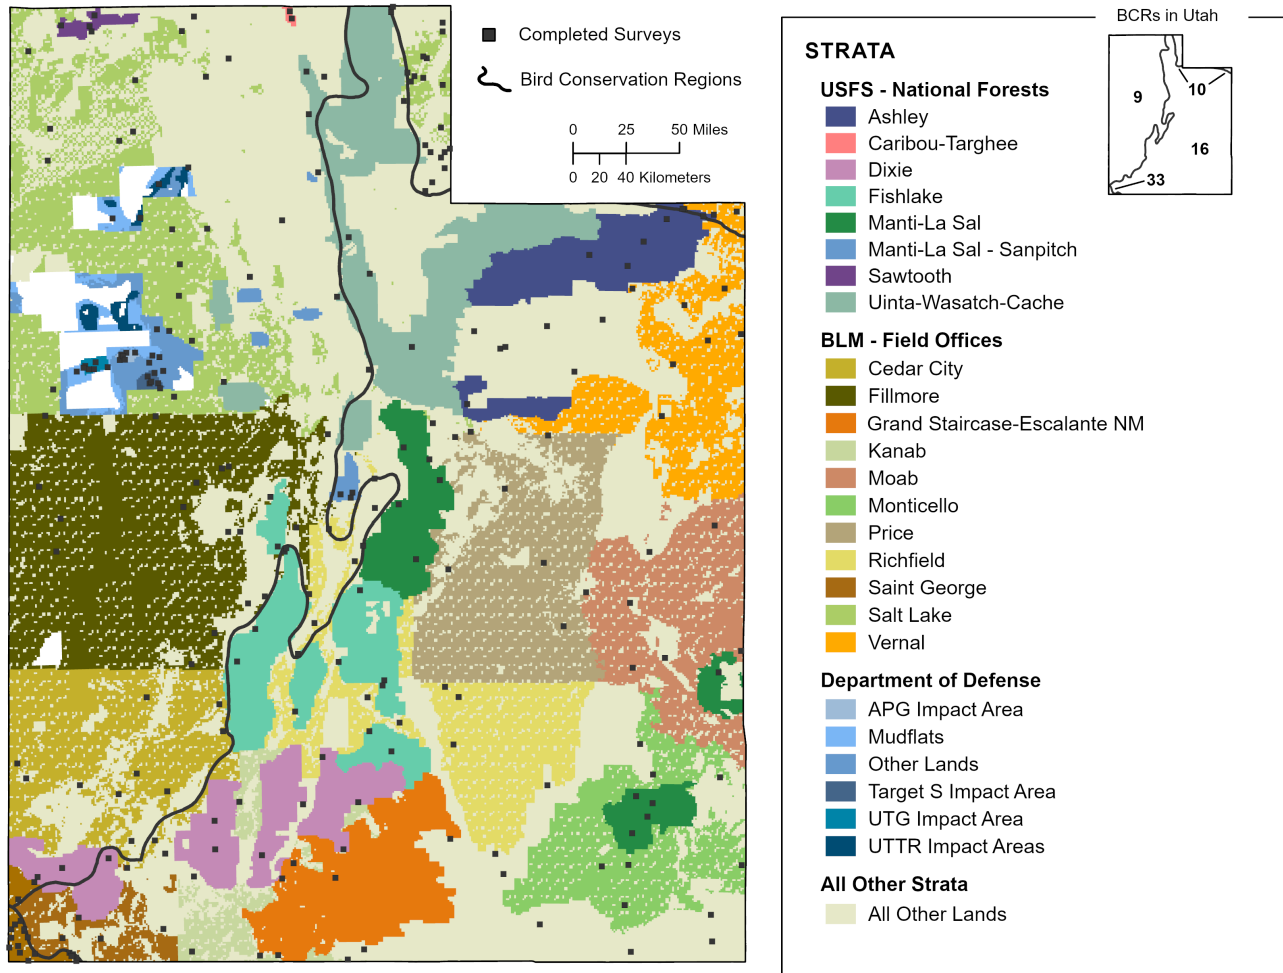 Completed Surveys
Bird Conservation Regions
0 25 50 Miles
0 20 40 Kilometers
BCRs in Utah
9
10
16
33
STRATA
USFS - National Forests
Ashley
Caribou-Targhee
Dixie
Fishlake
Manti-La Sal
Manti-La Sal - Sanpitch
Sawtooth
Uinta-Wasatch-Cache
BLM - Field Offices
Cedar City
Fillmore
Grand Staircase-Escalante NM
Kanab
Moab
Monticello
Price
Richfield
Saint George
Salt Lake
Vernal
Department of Defense
APG Impact Area
Mudflats
Other Lands
Target S Impact Area
UTG Impact Area
UTTR Impact Areas
All Other Strata
All Other Lands